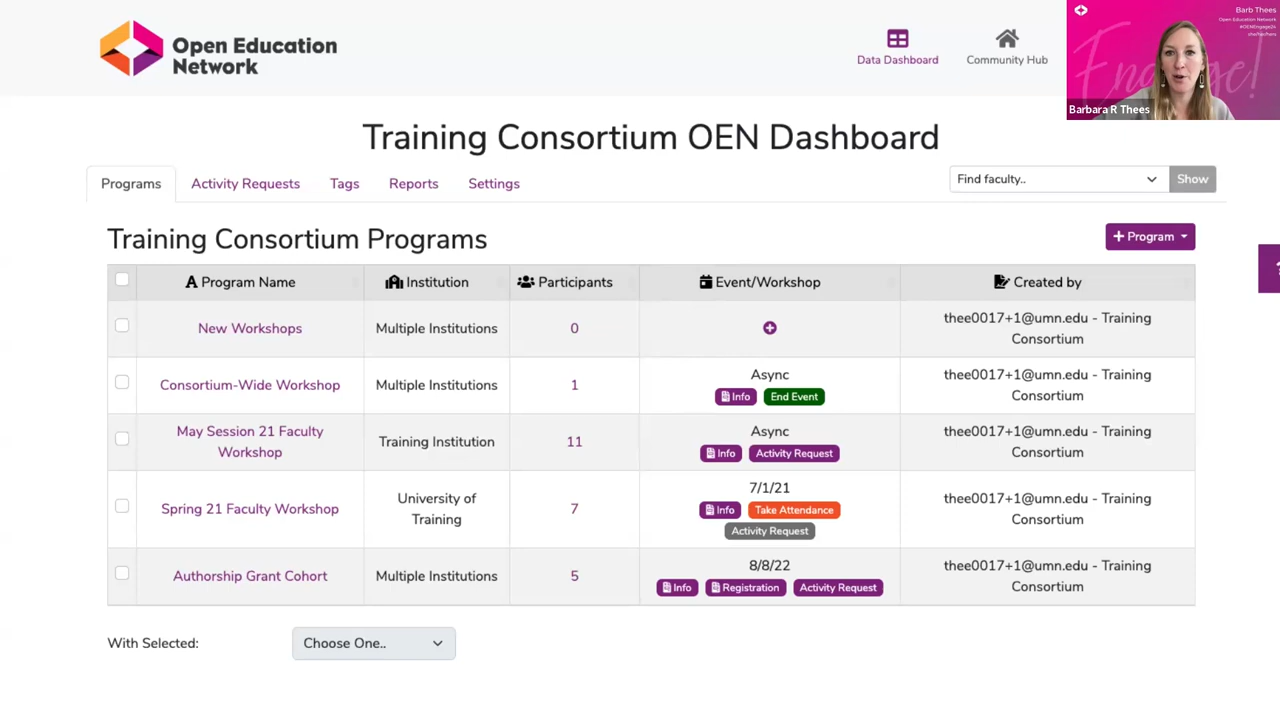 Open Education
Network
Data Dashboard
Community Hub
Barb Thees
Open Education Network
Engage!
Barbara R Thees
Training Consortium OEN Dashboard
Programs
Activity Requests
Tags
Reports
Settings
Find faculty..
Show
Training Consortium Programs
+ Program
Program Name
Institution
Participants
Event/Workshop
Created by
New Workshops
Multiple Institutions
0
thee0017+1@umn.edu - Training
Consortium
Consortium-Wide Workshop
Multiple Institutions
1
Async
Info
End Event
thee0017+1@umn.edu - Training
Consortium
May Session 21 Faculty
Workshop
Training Institution
11
Async
Info
Activity Request
thee0017+1@umn.edu - Training
Consortium
Spring 21 Faculty Workshop
University of
Training
7
7/1/21
Info
Take Attendance
Activity Request
thee0017+1@umn.edu - Training
Consortium
Authorship Grant Cohort
Multiple Institutions
5
8/8/22
Info
Registration
Activity Request
thee0017+1@umn.edu - Training
Consortium
With Selected:
Choose One..